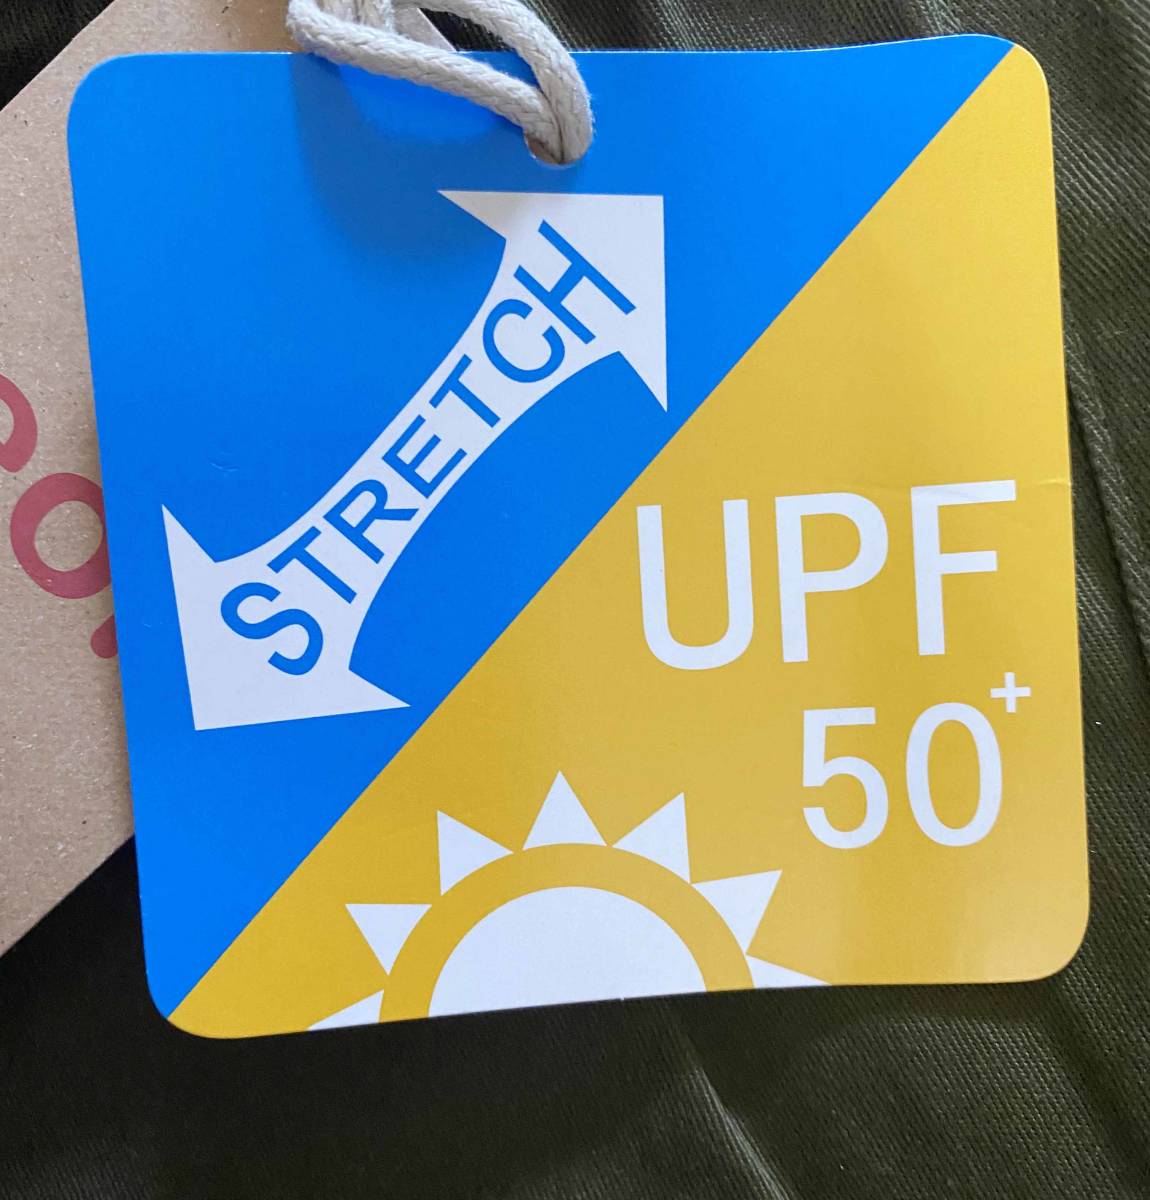 STRETCH
UPF
50+